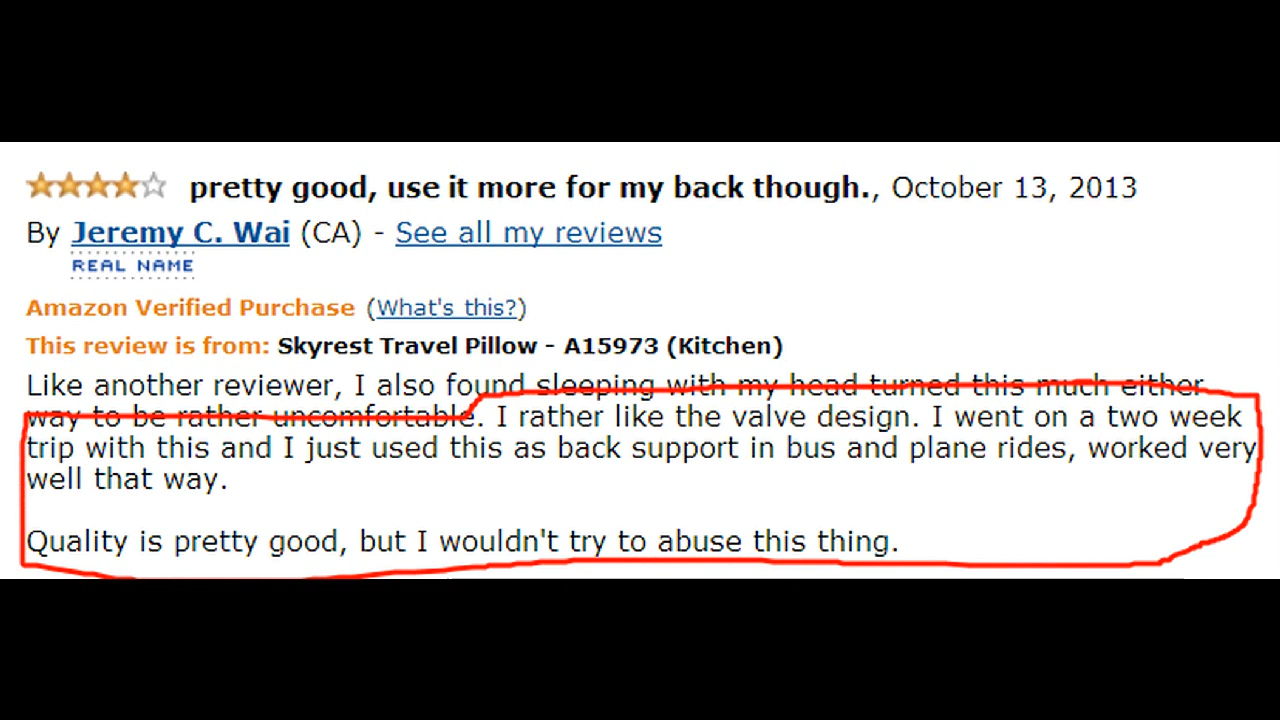 pretty good, use it more for my back though., October 13, 2013
By Jeremy C. Wai (CA) - See all my reviews
REAL NAME
Amazon Verified Purchase (What's this?)
This review is from: Skyrest Travel Pillow - A15973 (Kitchen)
Like another reviewer, I also found sleeping with my head turned this much either
way to be rather uncomfortable. I rather like the valve design. I went on a two week
trip with this and I just used this as back support in bus and plane rides, worked very
well that way.
Quality is pretty good, but I wouldn't try to abuse this thing.